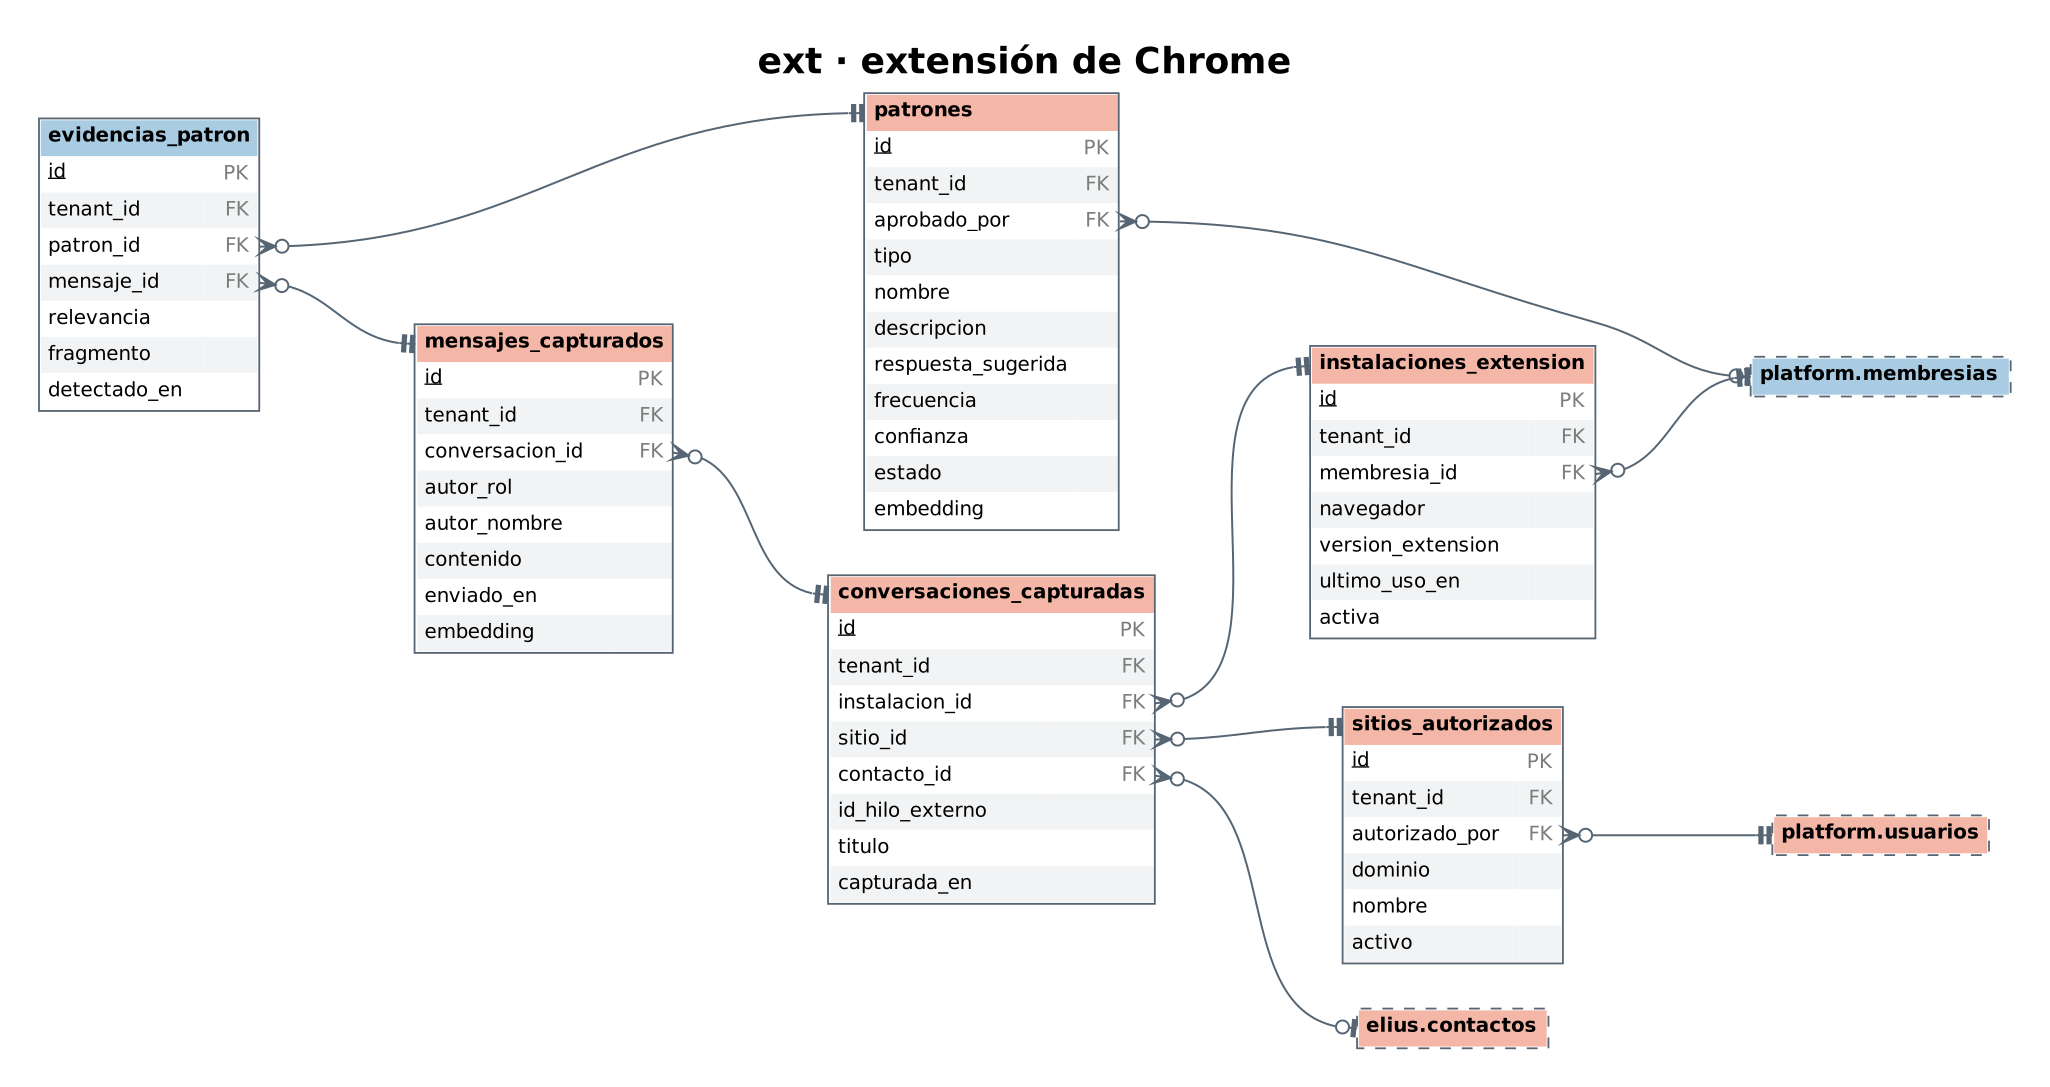 ext · extensión de Chrome
evidencias_patron
id PK
tenant_id FK
patron_id FK
mensaje_id FK
relevancia
fragmento
detectado_en
mensajes_capturados
id PK
tenant_id FK
conversacion_id FK
autor_rol
autor_nombre
contenido
enviado_en
embedding
patrones
id PK
tenant_id FK
aprobado_por FK
tipo
nombre
descripcion
respuesta_sugerida
frecuencia
confianza
estado
embedding
conversaciones_capturadas
id PK
tenant_id FK
instalacion_id FK
sitio_id FK
contacto_id FK
id_hilo_externo
titulo
capturada_en
instalaciones_extension
id PK
tenant_id FK
membresia_id FK
navegador
version_extension
ultimo_uso_en
activa
sitios_autorizados
id PK
tenant_id FK
autorizado_por FK
dominio
nombre
activo
platform.membresias
platform.usuarios
elius.contactos